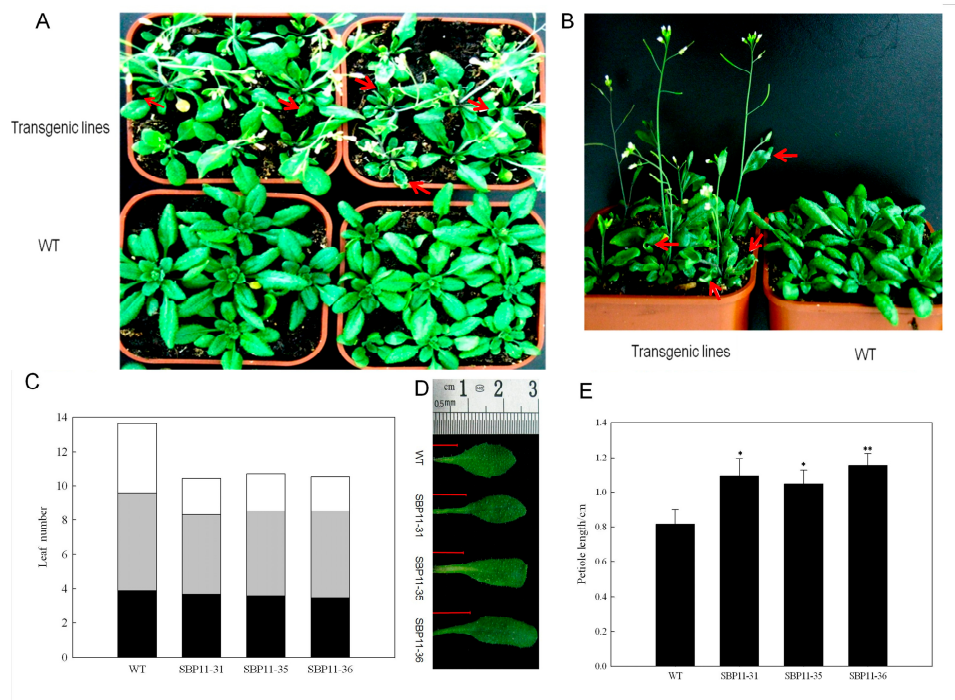 A
B
Transgenic lines
WT
Transgenic lines
WT
C
14
12
10
8
6
4
2
0
Leaf number
WT
SBP11-31
SBP11-35
SBP11-36
D
cm 1 2 3
0.5mm
WT
SBP11-31
SBP11-35
SBP11-36
E
1.4
1.2
1.0
0.8
0.6
0.4
0.2
0.0
Petiole length/cm
*
*
**
WT
SBP11-31
SBP11-35
SBP11-36